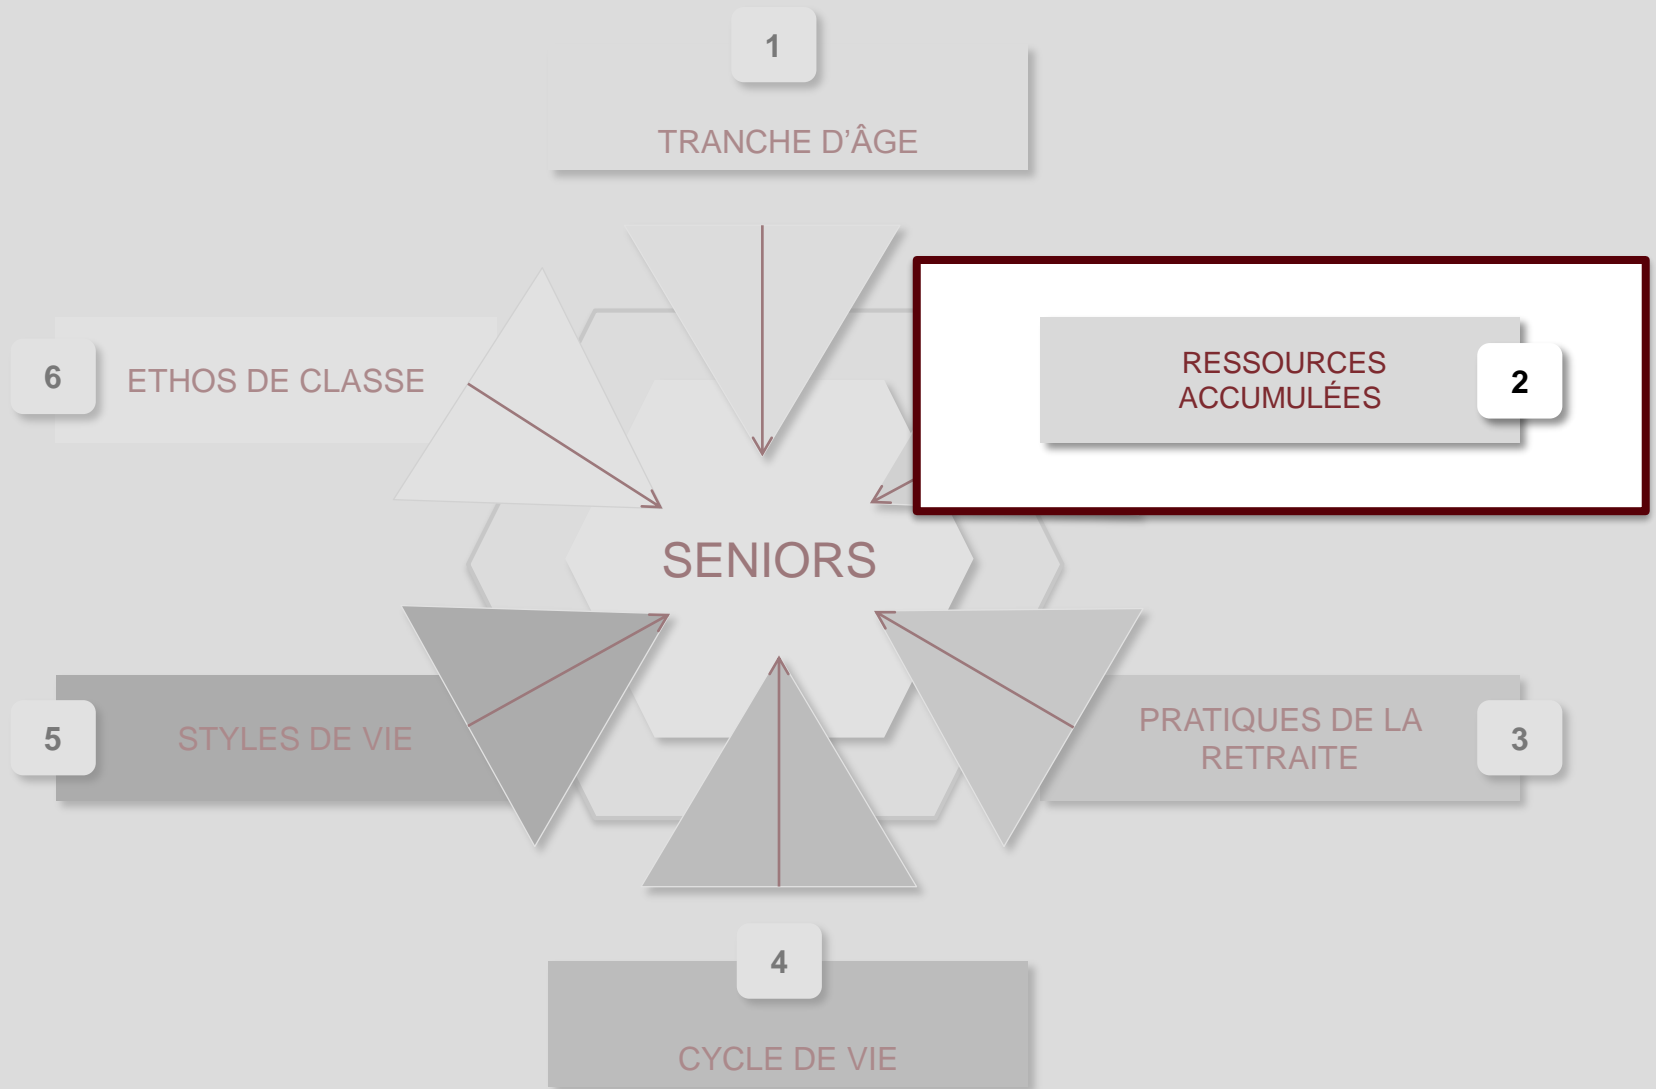 1
TRANCHE D’ÂGE
RESSOURCES
ACCUMULÉES
2
6
ETHOS DE CLASSE
SENIORS
5
STYLES DE VIE
PRATIQUES DE LA
RETRAITE
3
4
CYCLE DE VIE